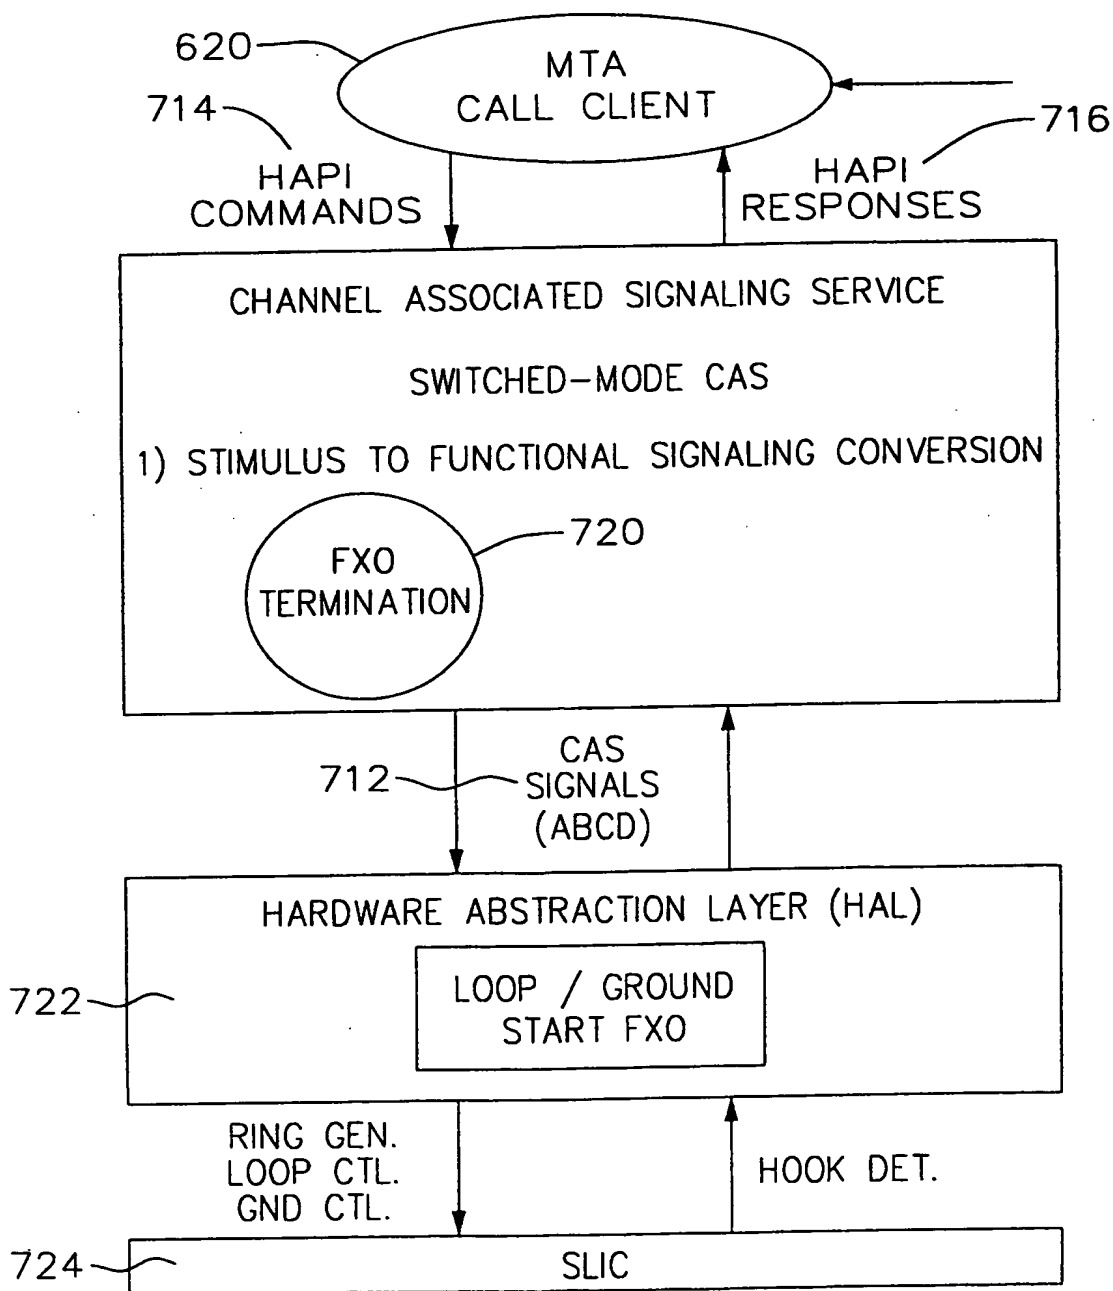 620
MTA
CALL CLIENT
714
716
HAPI
COMMANDS
HAPI
RESPONSES
CHANNEL ASSOCIATED SIGNALING SERVICE
SWITCHED-MODE CAS
1) STIMULUS TO FUNCTIONAL SIGNALING CONVERSION
720
FXO
TERMINATION
712
CAS
SIGNALS
(ABCD)
HARDWARE ABSTRACTION LAYER (HAL)
722
LOOP / GROUND
START FXO
RING GEN.
LOOP CTL.
GND CTL.
HOOK DET.
724
SLIC